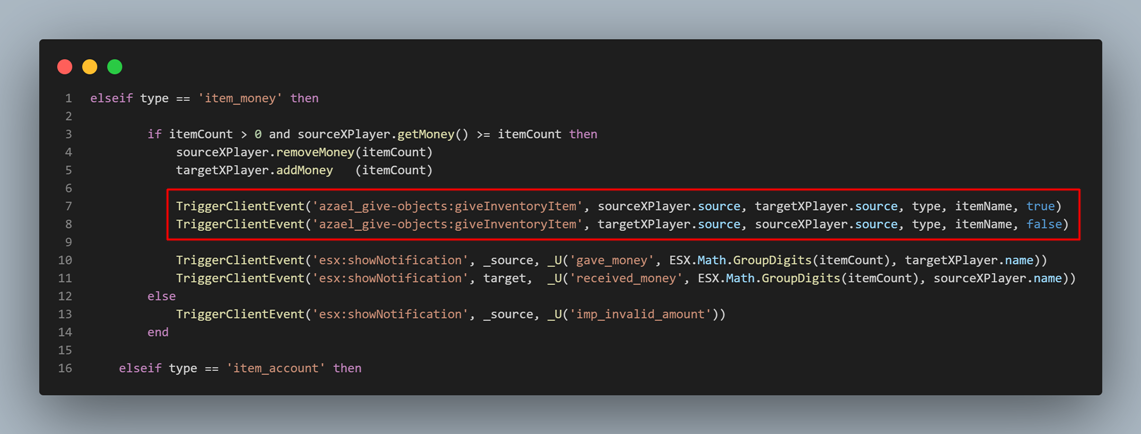 1 elseif type == 'item_money' then
2
3 if itemCount > 0 and sourceXPlayer.getMoney() >= itemCount then
4 sourceXPlayer.removeMoney(itemCount)
5 targetXPlayer.addMoney   (itemCount)
6
7 TriggerClientEvent('azael_give-objects:giveInventoryItem', sourceXPlayer.source, targetXPlayer.source, type, itemName, true)
8 TriggerClientEvent('azael_give-objects:giveInventoryItem', targetXPlayer.source, sourceXPlayer.source, type, itemName, false)
9
10 TriggerClientEvent('esx:showNotification', _source, _U('gave_money', ESX.Math.GroupDigits(itemCount), targetXPlayer.name))
11 TriggerClientEvent('esx:showNotification', target,  _U('received_money', ESX.Math.GroupDigits(itemCount), sourceXPlayer.name))
12 else
13 TriggerClientEvent('esx:showNotification', _source, _U('imp_invalid_amount'))
14 end
15
16 elseif type == 'item_account' then